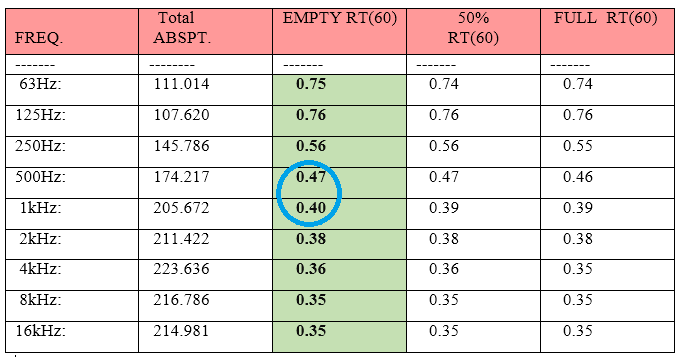 FREQ. Total ABSPT. EMPTY RT(60) 50% RT(60) FULL RT(60)
------- -------- ------- ------- -------
63Hz: 111.014 0.75 0.74 0.74
125Hz: 107.620 0.76 0.76 0.76
250Hz: 145.786 0.56 0.56 0.55
500Hz: 174.217 0.47 0.47 0.46
1kHz: 205.672 0.40 0.39 0.39
2kHz: 211.422 0.38 0.38 0.38
4kHz: 223.636 0.36 0.36 0.35
8kHz: 216.786 0.35 0.35 0.35
16kHz: 214.981 0.35 0.35 0.35